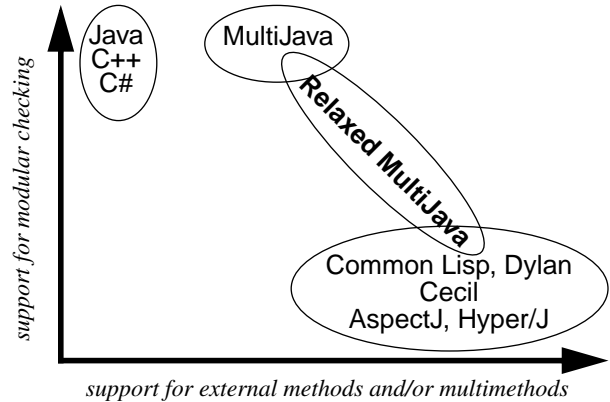 Java
C++
C#
MultiJava
Relaxed MultiJava
Common Lisp, Dylan
Cecil
AspectJ, Hyper/J
support for modular checking
support for external methods and/or multimethods